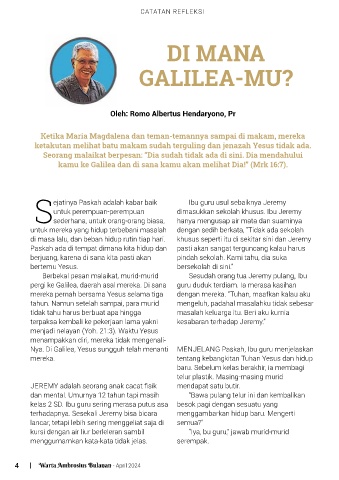 CATATAN REFLEKSI
DI MANA
GALILEA-MU?
Oleh: Romo Albertus Hendaryono, Pr
Ketika Maria Magdalena dan teman-temannya sampai di makam, mereka
ketakutan melihat batu makam sudah terguling dan jenazah Yesus tidak ada.
Seorang malaikat berpesan: “Dia sudah tidak ada di sini. Dia mendahului
kamu ke Galilea dan di sana kamu akan melihat Dia!” (Mrk 16:7).
Sejatinya Paskah adalah kabar baik
untuk perempuan-perempuan
sederhana, untuk orang-orang biasa,
untuk mereka yang hidup terbebani masalah
di masa lalu, dan beban hidup rutin tiap hari.
Paskah ada di tempat dimana kita hidup dan
berjuang, karena di sana kita pasti akan
bertemu Yesus.
Berbekal pesan malaikat, murid-murid
pergi ke Galilea, daerah asal mereka. Di sana
mereka pernah bersama Yesus selama tiga
tahun. Namun setelah sampai, para murid
tidak tahu harus berbuat apa hingga
terpaksa kembali ke pekerjaan lama yakni
menjadi nelayan (Yoh. 21:3). Waktu Yesus
menampakkan diri, mereka tidak mengenali-
Nya. Di Galilea, Yesus sungguh telah menanti
mereka.
JEREMY adalah seorang anak cacat fisik
dan mental. Umurnya 12 tahun tapi masih
kelas 2 SD. Ibu guru sering merasa putus asa
terhadapnya. Sesekali Jeremy bisa bicara
lancar, tetapi lebih sering menggeliat saja di
kursi dengan air liur berleleran sambil
menggumamkan kata-kata tidak jelas.
Ibu guru usul sebaiknya Jeremy
dimasukkan sekolah khusus. Ibu Jeremy
hanya mengusap air mata dan suaminya
dengan sedih berkata, “Tidak ada sekolah
khusus seperti itu di sekitar sini dan Jeremy
pasti akan sangat terguncang kalau harus
pindah sekolah. Kami tahu, dia suka
bersekolah di sini.”
Sesudah orang tua Jeremy pulang, Ibu
guru duduk terdiam. Ia merasa kasihan
dengan mereka. “Tuhan, maafkan kalau aku
mengeluh, padahal masalahku tidak sebesar
masalah keluarga itu. Beri aku kurnia
kesabaran terhadap Jeremy.”
MENJELANG Paskah, Ibu guru menjelaskan
tentang kebangkitan Tuhan Yesus dan hidup
baru. Sebelum kelas berakhir, ia membagi
telur plastik. Masing-masing murid
mendapat satu butir.
“Bawa pulang telur ini dan kembalikan
besok pagi dengan sesuatu yang
menggambarkan hidup baru. Mengerti
semua?”
“Iya, bu guru,” jawab murid-murid
serempak.
4 | Warta Ambrosius Bulanan - April 2024